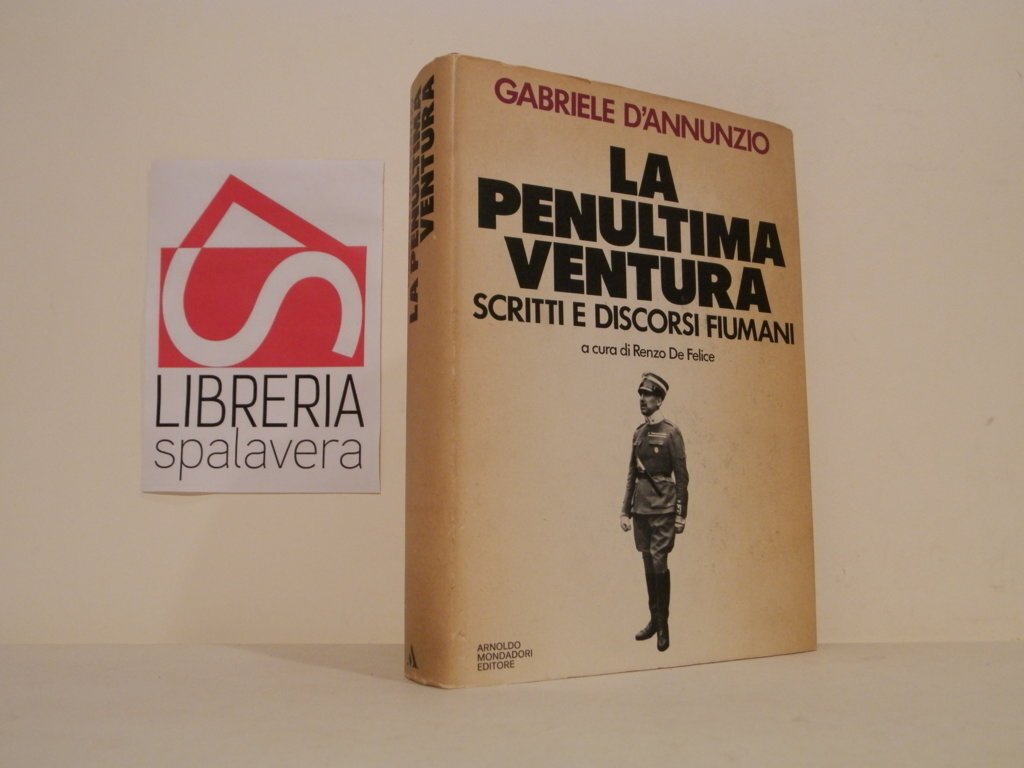 LIBRERIA
spalavera
LA PENULTIMA
VENTURA
GABRIELE D'ANNUNZIO
LA
PENULTIMA
VENTURA
SCRITTI E DISCORSI FIUMANI
a cura di Renzo De Felice
ARNOLDO
MONDADORI
EDITORE